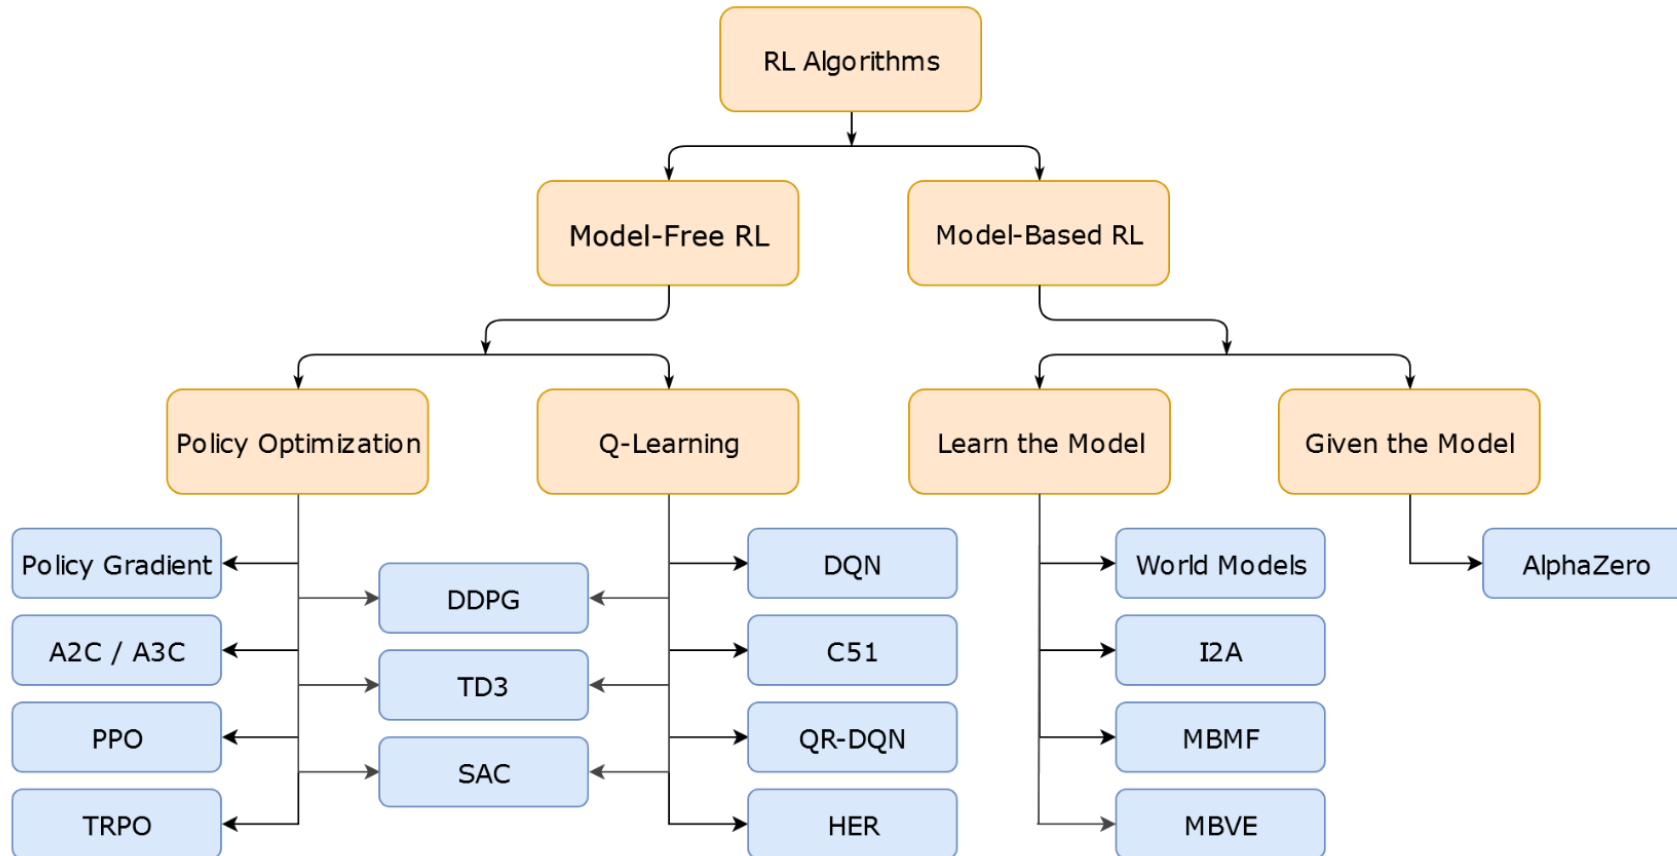 RL Algorithms
Model-Free RL
Model-Based RL
Policy Optimization
Q-Learning
Learn the Model
Given the Model
Policy Gradient
DDPG
DQN
World Models
AlphaZero
A2C / A3C
TD3
C51
I2A
PPO
SAC
QR-DQN
MBMF
TRPO
HER
MBVE